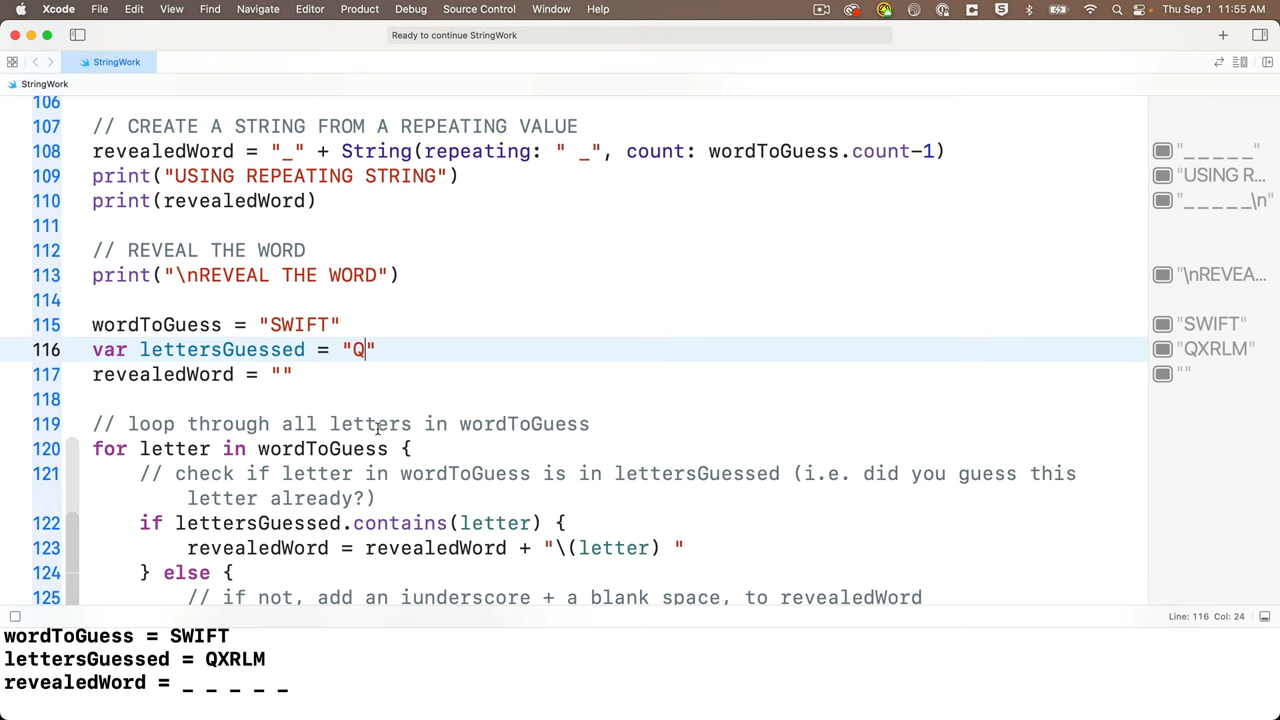 Xcode File Edit View Find Navigate Editor Product Debug Source Control Window Help Thu Sep 1 11:55 AM
Ready to continue StringWork
StringWork
StringWork
106
107 // CREATE A STRING FROM A REPEATING VALUE
108 revealedWord = "_" + String(repeating: " _", count: wordToGuess.count-1) "_ _ _ _ _"
109 print("USING REPEATING STRING") "USING R...
110 print(revealedWord) "_ _ _ _ _\n"
111
112 // REVEAL THE WORD
113 print("\nREVEAL THE WORD") "\nREVEA...
114
115 wordToGuess = "SWIFT" "SWIFT"
116 var lettersGuessed = "Q" "QXRLM"
117 revealedWord = "" ""
118
119 // loop through all letters in wordToGuess
120 for letter in wordToGuess {
121 // check if letter in wordToGuess is in lettersGuessed (i.e. did you guess this
letter already?)
122 if lettersGuessed.contains(letter) {
123 revealedWord = revealedWord + "\(letter) "
124 } else {
125 // if not, add an iunderscore + a blank space, to revealedWord
Line: 116 Col: 24
wordToGuess = SWIFT
lettersGuessed = QXRLM
revealedWord = _ _ _ _ _